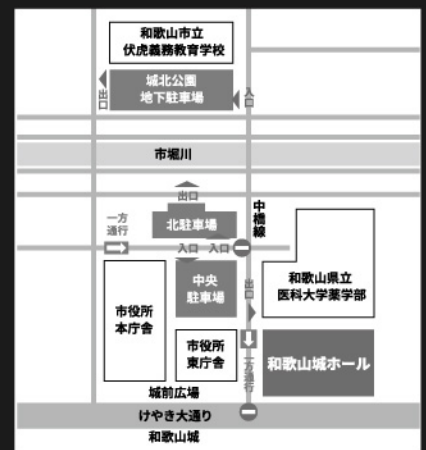 和歌山市立
伏虎義務教育学校
城北公園
地下駐車場
出口
入口
市堀川
出口
中橋線
一方
通行
北駐車場
入口 入口
中央
駐車場
出口
和歌山県立
医科大学薬学部
市役所
本庁舎
市役所
東庁舎
一方通行
和歌山城ホール
城前広場
けやき大通り
和歌山城